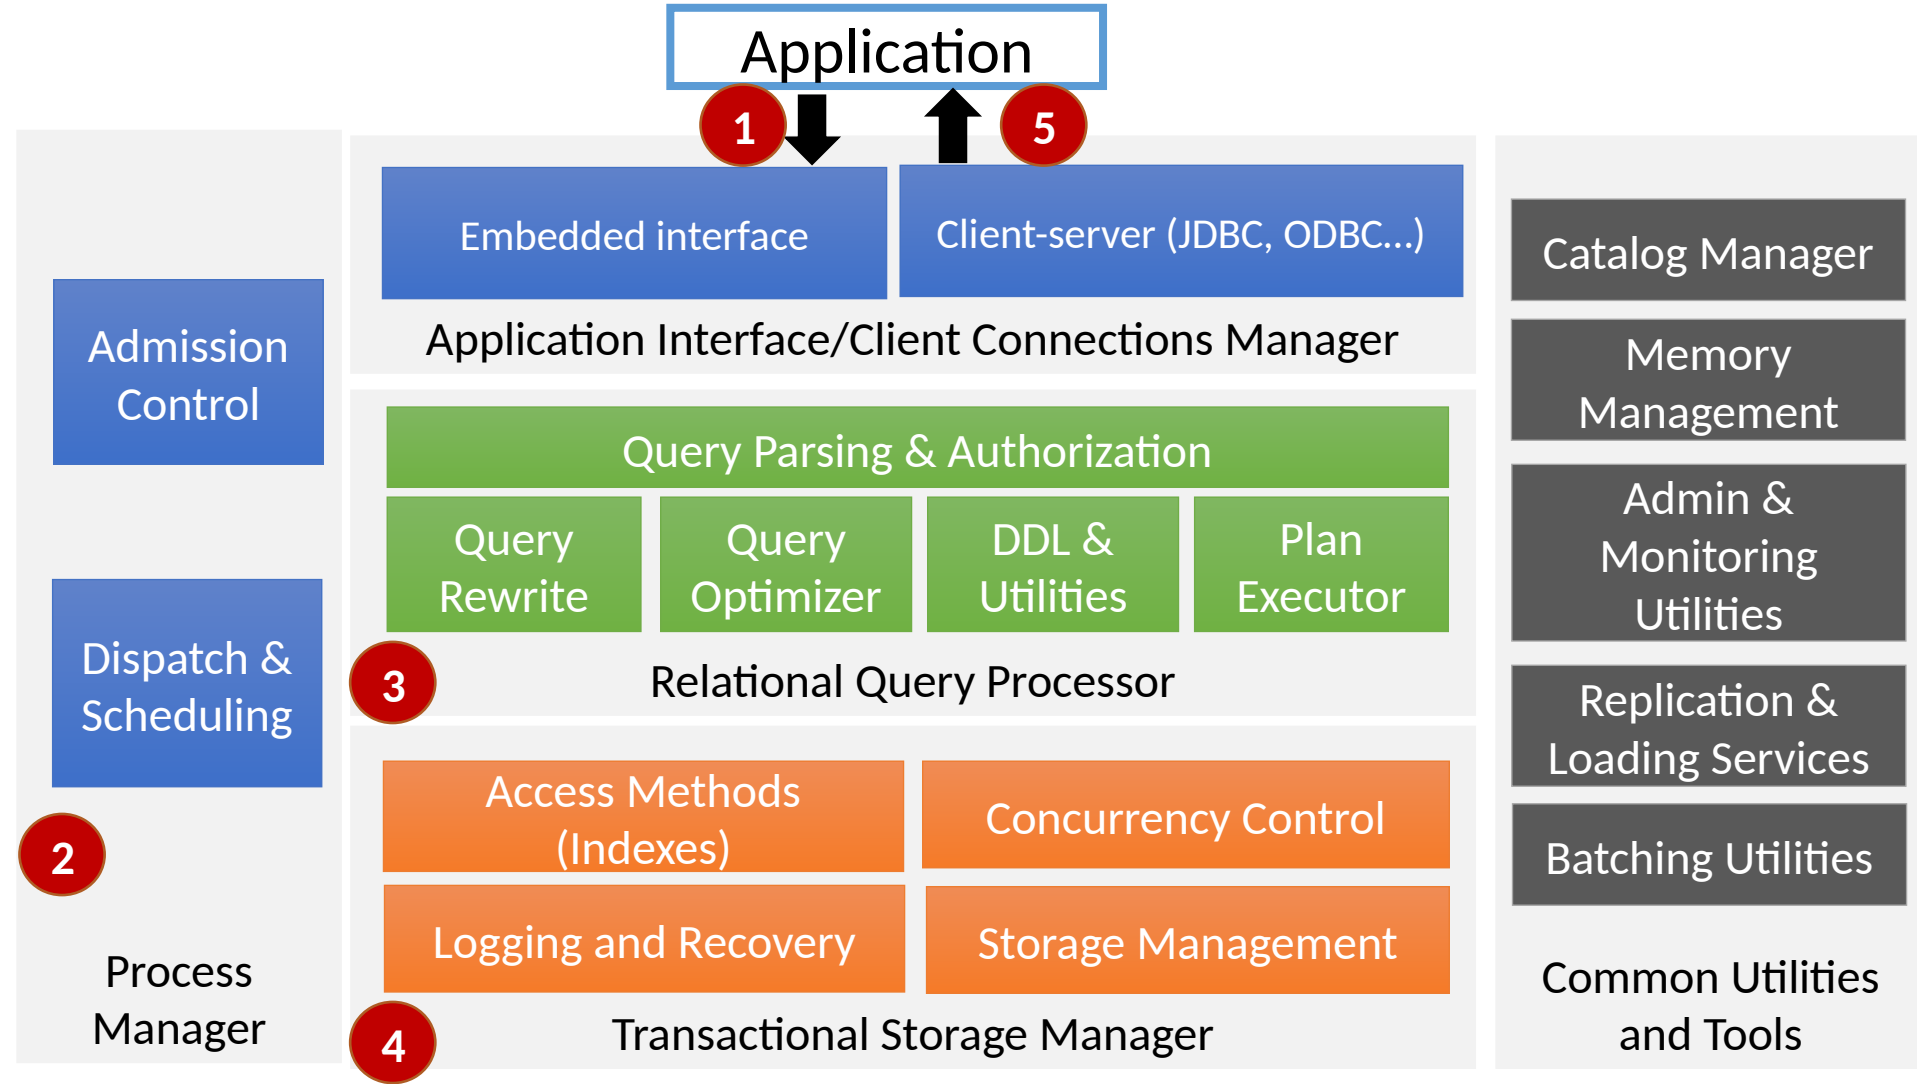 Application
1
5
Embedded interface
Client-server (JDBC, ODBC...)
Application Interface/Client Connections Manager
Admission
Control
Dispatch &
Scheduling
2
Process
Manager
Query Parsing & Authorization
Query
Rewrite
Query
Optimizer
DDL &
Utilities
Plan
Executor
3
Relational Query Processor
Access Methods
(Indexes)
Concurrency Control
Logging and Recovery
Storage Management
4
Transactional Storage Manager
Catalog Manager
Memory
Management
Admin &
Monitoring
Utilities
Replication &
Loading Services
Batching Utilities
Common Utilities
and Tools